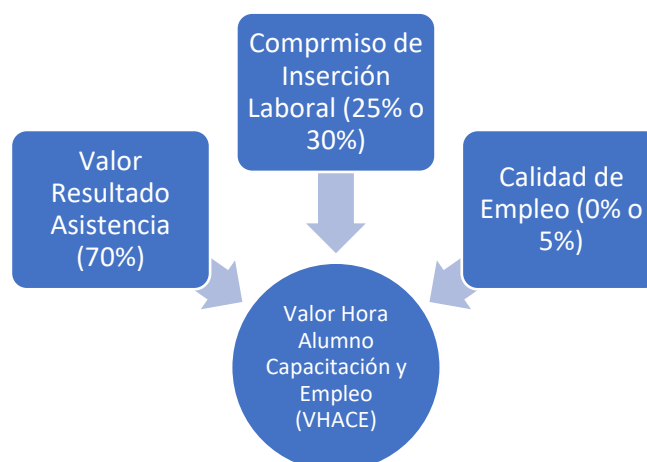 Comprmiso de
Inserción
Laboral (25% o
30%)
Valor
Resultado
Asistencia
(70%)
Calidad de
Empleo (0% o
5%)
Valor Hora
Alumno
Capacitación y
Empleo
(VHACE)